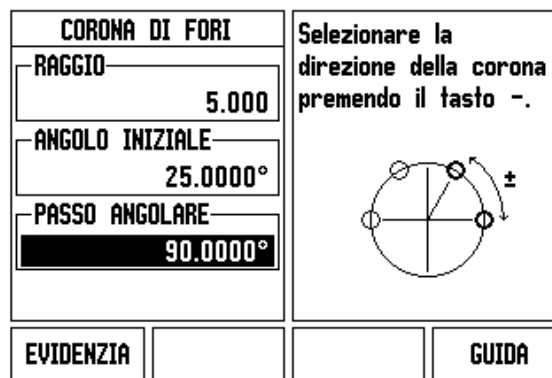 CORONA DI FORI
RAGGIO
5.000
ANGOLO INIZIALE
25.0000°
PASSO ANGOLARE
90.0000°
Selezionare la
direzione della corona
premendo il tasto -.
±
EVIDENZIA
GUIDA